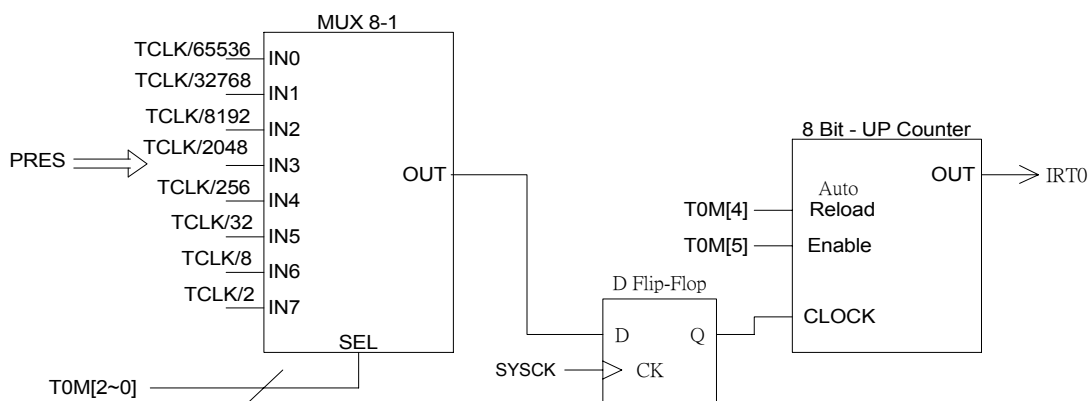 MUX 8-1
TCLK/65536
IN0
TCLK/32768
IN1
TCLK/8192
IN2
PRES
TCLK/2048
IN3
TCLK/256
IN4
TCLK/32
IN5
TCLK/8
IN6
TCLK/2
IN7
OUT
SEL
T0M[2~0]
D Flip-Flop
D
Q
SYSCK
CK
8 Bit - UP Counter
OUT
IRT0
Auto
T0M[4]
Reload
T0M[5]
Enable
CLOCK